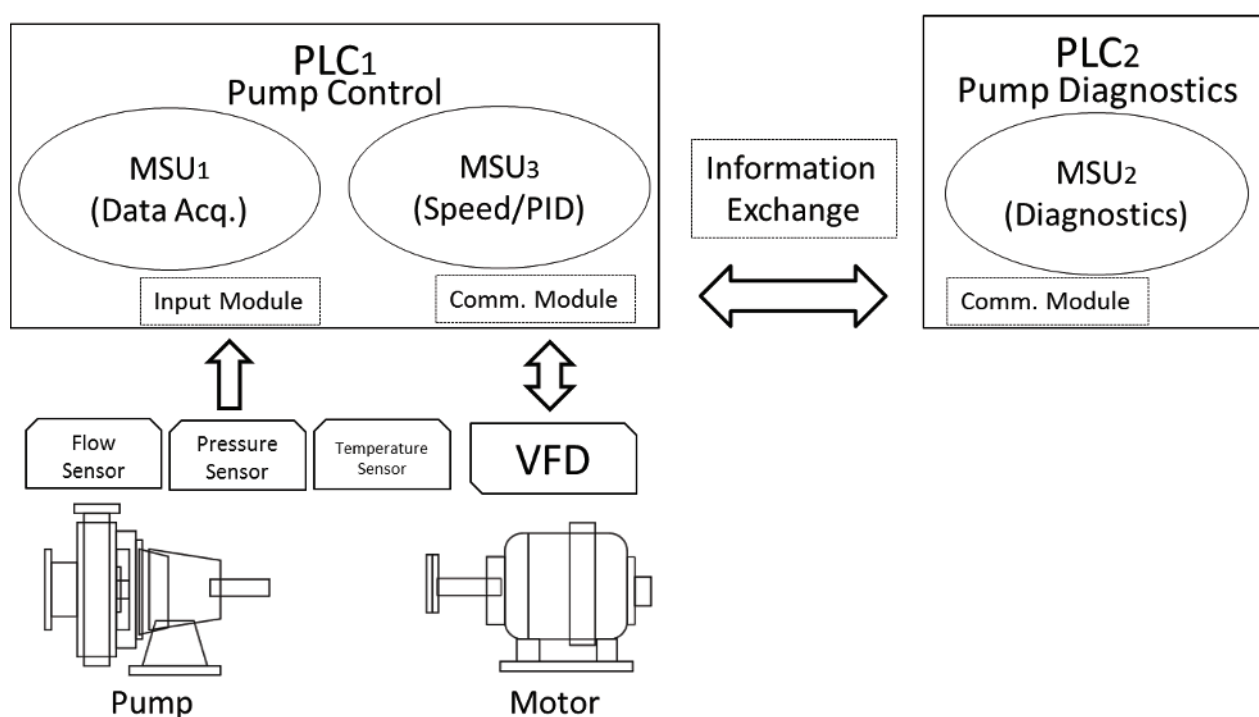 PLC1
Pump Control
MSU1
(Data Acq.)
MSU3
(Speed/PID)
Input Module
Comm. Module
Information
Exchange
PLC2
Pump Diagnostics
MSU2
(Diagnostics)
Comm. Module
Flow
Sensor
Pressure
Sensor
Temperature
Sensor
VFD
Pump
Motor